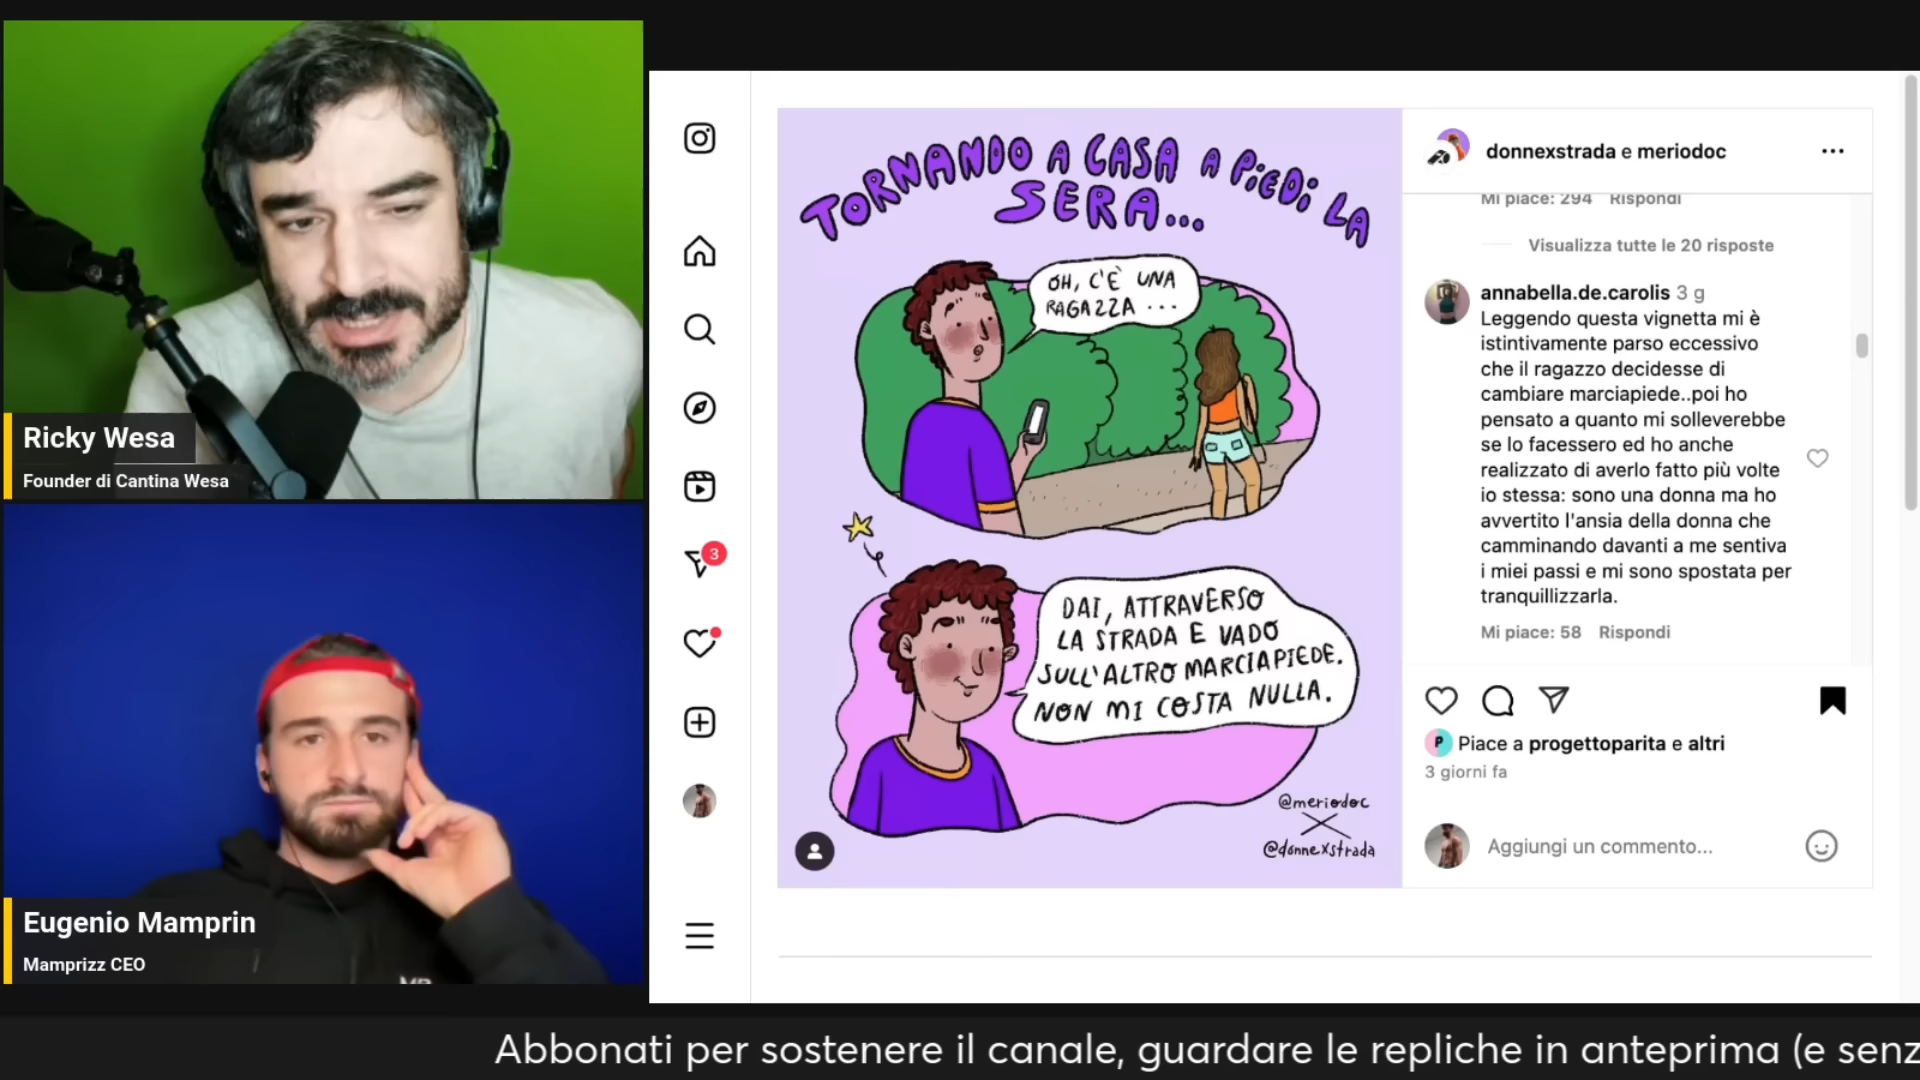 Ricky Wesa
Founder di Cantina Wesa
Eugenio Mamprin
Mamprizz CEO
3
TORNANDO A CASA A PiEDi LA
SERA...
OH, C'È UNA
RAGAZZA ...
DAI, ATTRAVERSO
LA STRADA E VADO
SULL'ALTRO MARCIAPIEDE.
NON MI COSTA NULLA.
@meriodoc
X
@donnexstrada
donnexstrada e meriodoc
Mi piace: 294 Rispondi
Visualizza tutte le 20 risposte
annabella.de.carolis 3 g
Leggendo questa vignetta mi è
istintivamente parso eccessivo
che il ragazzo decidesse di
cambiare marciapiede..poi ho
pensato a quanto mi solleverebbe
se lo facessero ed ho anche
realizzato di averlo fatto più volte
io stessa: sono una donna ma ho
avvertito l'ansia della donna che
camminando davanti a me sentiva
i miei passi e mi sono spostata per
tranquillizzarla.
Mi piace: 58 Rispondi
P Piace a progettoparita e altri
3 giorni fa
Aggiungi un commento...
Abbonati per sostenere il canale, guardare le repliche in anteprima (e senz